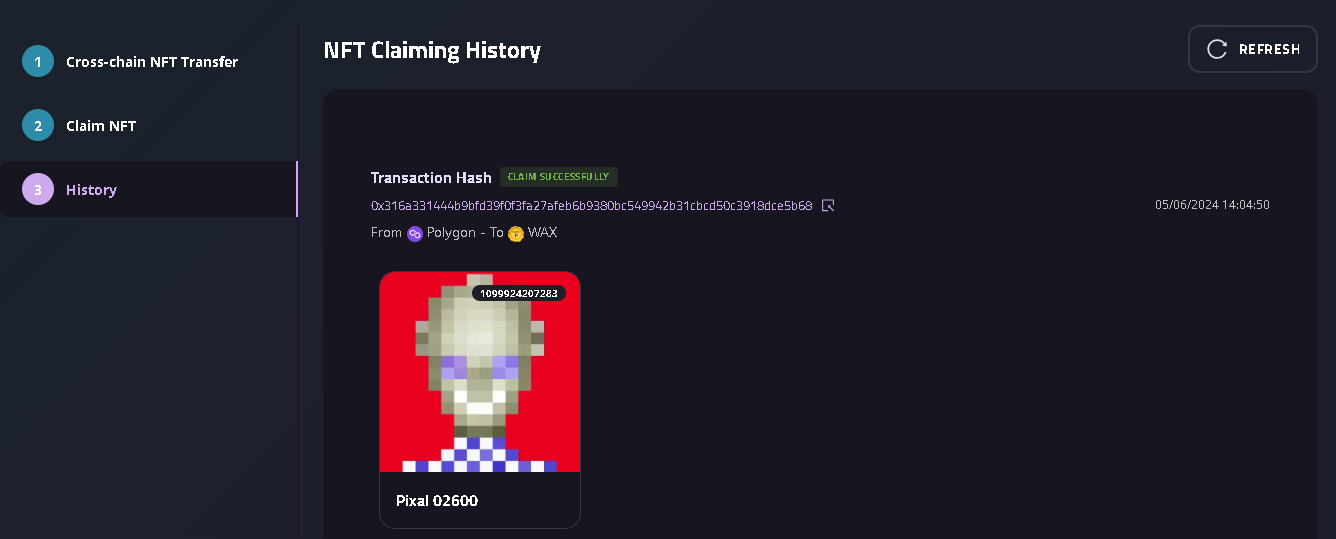 1 Cross-chain NFT Transfer
2 Claim NFT
3 History
NFT Claiming History
REFRESH
Transaction Hash CLAIM SUCCESSFULLY
0x316a331444b9bfd39f0f3fa27afeb6b9380bc549942b31cbcd50c3918dce5b68
05/06/2024 14:04:50
From Polygon - To WAX
1099924207283
Pixal 02600